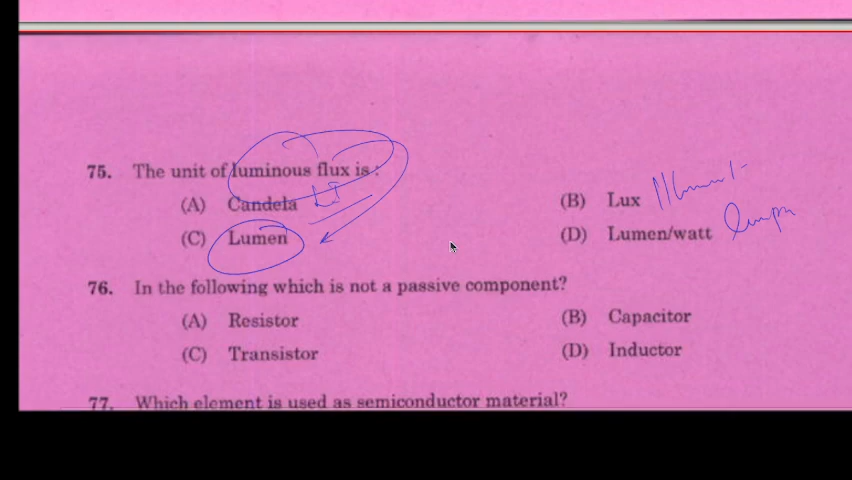 75. The unit of luminous flux is :
(A) Candela
(B) Lux
(C) Lumen
(D) Lumen/watt
76. In the following which is not a passive component?
(A) Resistor
(B) Capacitor
(C) Transistor
(D) Inductor
77. Which element is used as semiconductor material?